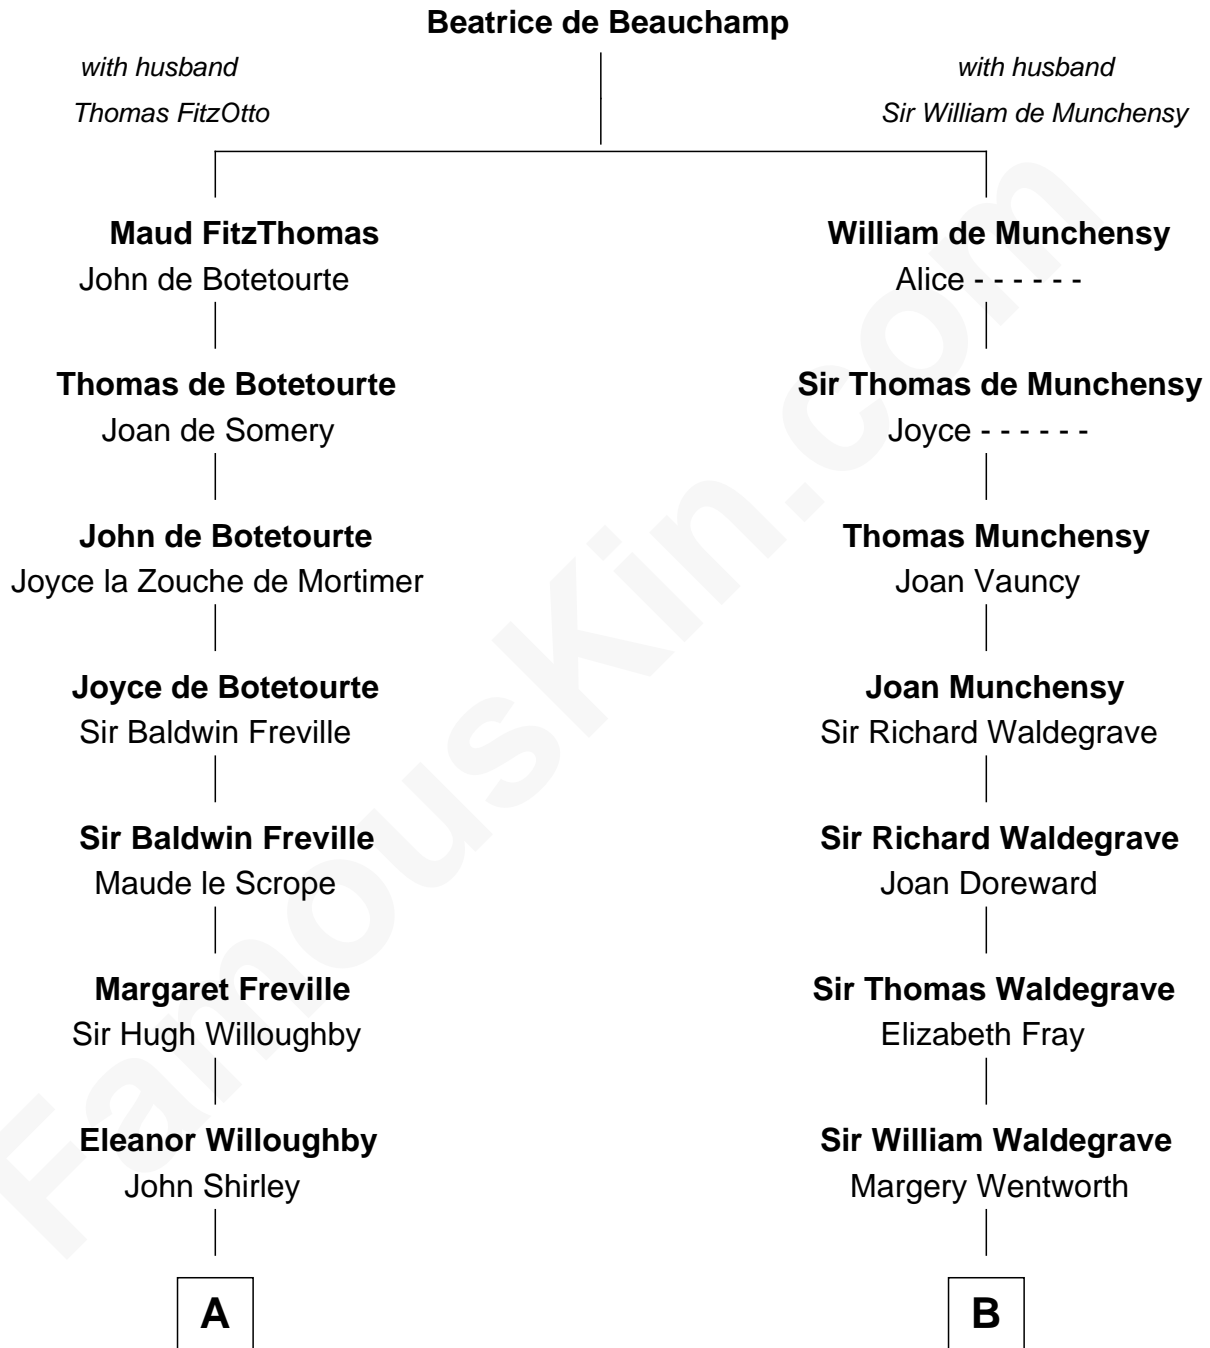 Beatrice de Beauchamp
with husband
Thomas FitzOtto
with husband
Sir William de Munchensy
Maud FitzThomas
John de Botetourte
William de Munchensy
Alice - - - - - -
Thomas de Botetourte
Joan de Somery
Sir Thomas de Munchensy
Joyce - - - - - -
John de Botetourte
Joyce la Zouche de Mortimer
Thomas Munchensy
Joan Vauncy
Joyce de Botetourte
Sir Baldwin Freville
Joan Munchensy
Sir Richard Waldegrave
Sir Baldwin Freville
Maude le Scrope
Sir Richard Waldegrave
Joan Doreward
Margaret Freville
Sir Hugh Willoughby
Sir Thomas Waldegrave
Elizabeth Fray
Eleanor Willoughby
John Shirley
Sir William Waldegrave
Margery Wentworth
A
B
FamousKin.com